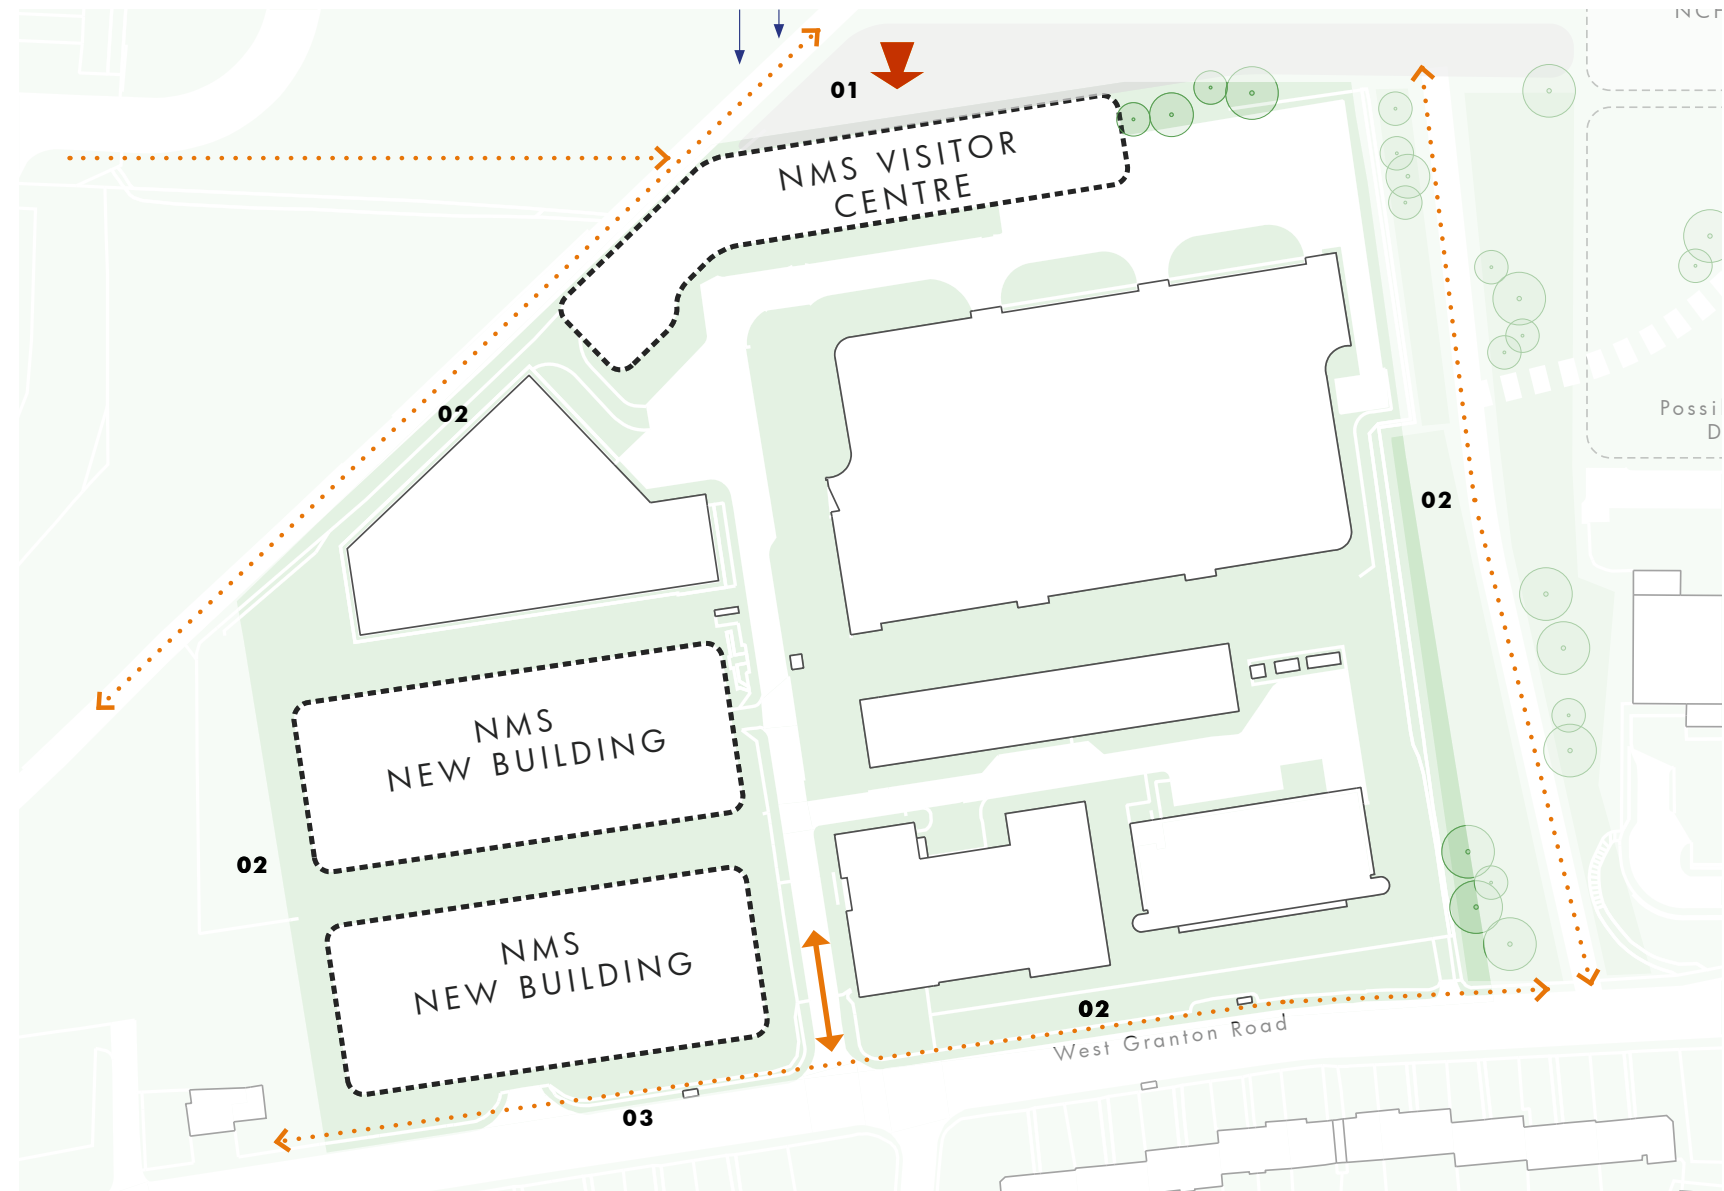 01
NMS VISITOR
CENTRE
02
Possi
D
02
NMS
NEW BUILDING
02
NMS
NEW BUILDING
02
West Granton Road
03